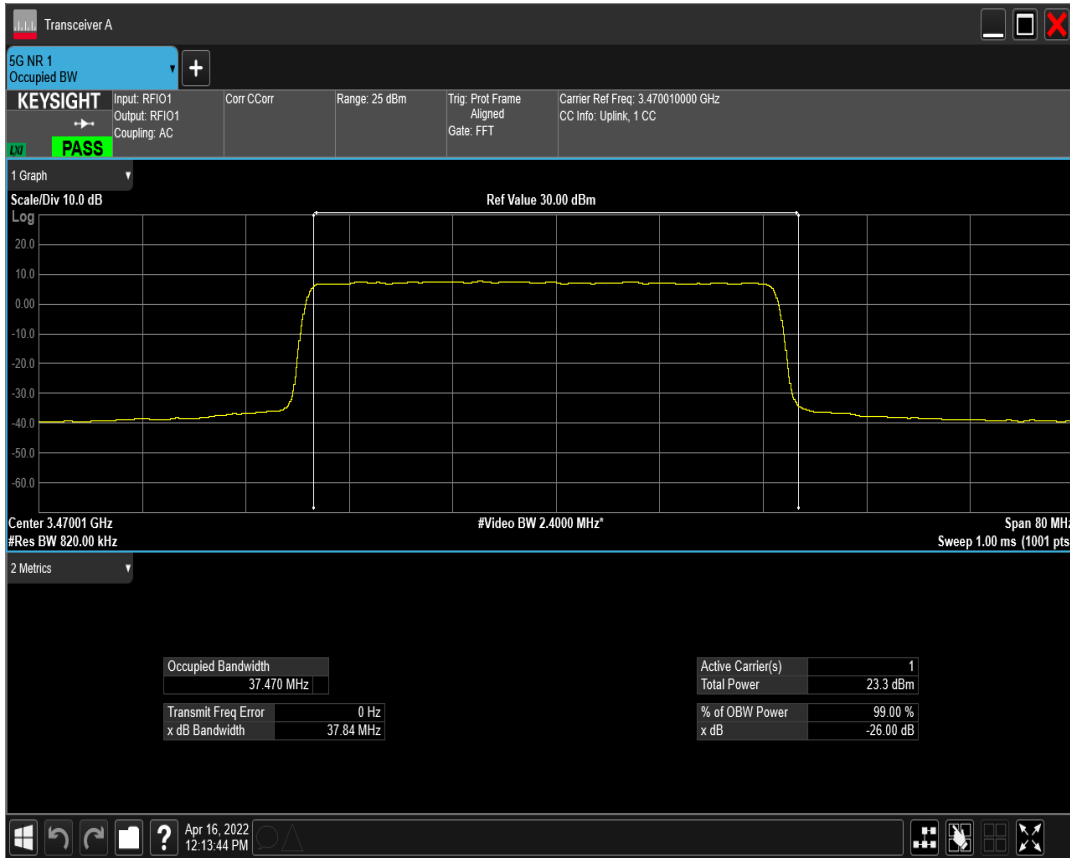 Transceiver A
5G NR 1
Occupied BW
KEYSIGHT
Input: RFIO1
Output: RFIO1
Coupling: AC
Corr CCorr
Range: 25 dBm
Trig: Prot Frame
Aligned
Gate: FFT
Carrier Ref Freq: 3.470010000 GHz
CC Info: Uplink, 1 CC
LXI
PASS
1 Graph
Scale/Div 10.0 dB
Ref Value 30.00 dBm
Log
20.0
10.0
0.00
-10.0
-20.0
-30.0
-40.0
-50.0
-60.0
Center 3.47001 GHz
#Video BW 2.4000 MHz*
Span 80 MHz
#Res BW 820.00 kHz
Sweep 1.00 ms (1001 pts
2 Metrics
Occupied Bandwidth
37.470 MHz
Transmit Freq Error 0 Hz
x dB Bandwidth 37.84 MHz
Active Carrier(s) 1
Total Power 23.3 dBm
% of OBW Power 99.00 %
x dB -26.00 dB
Apr 16, 2022
12:13:44 PM